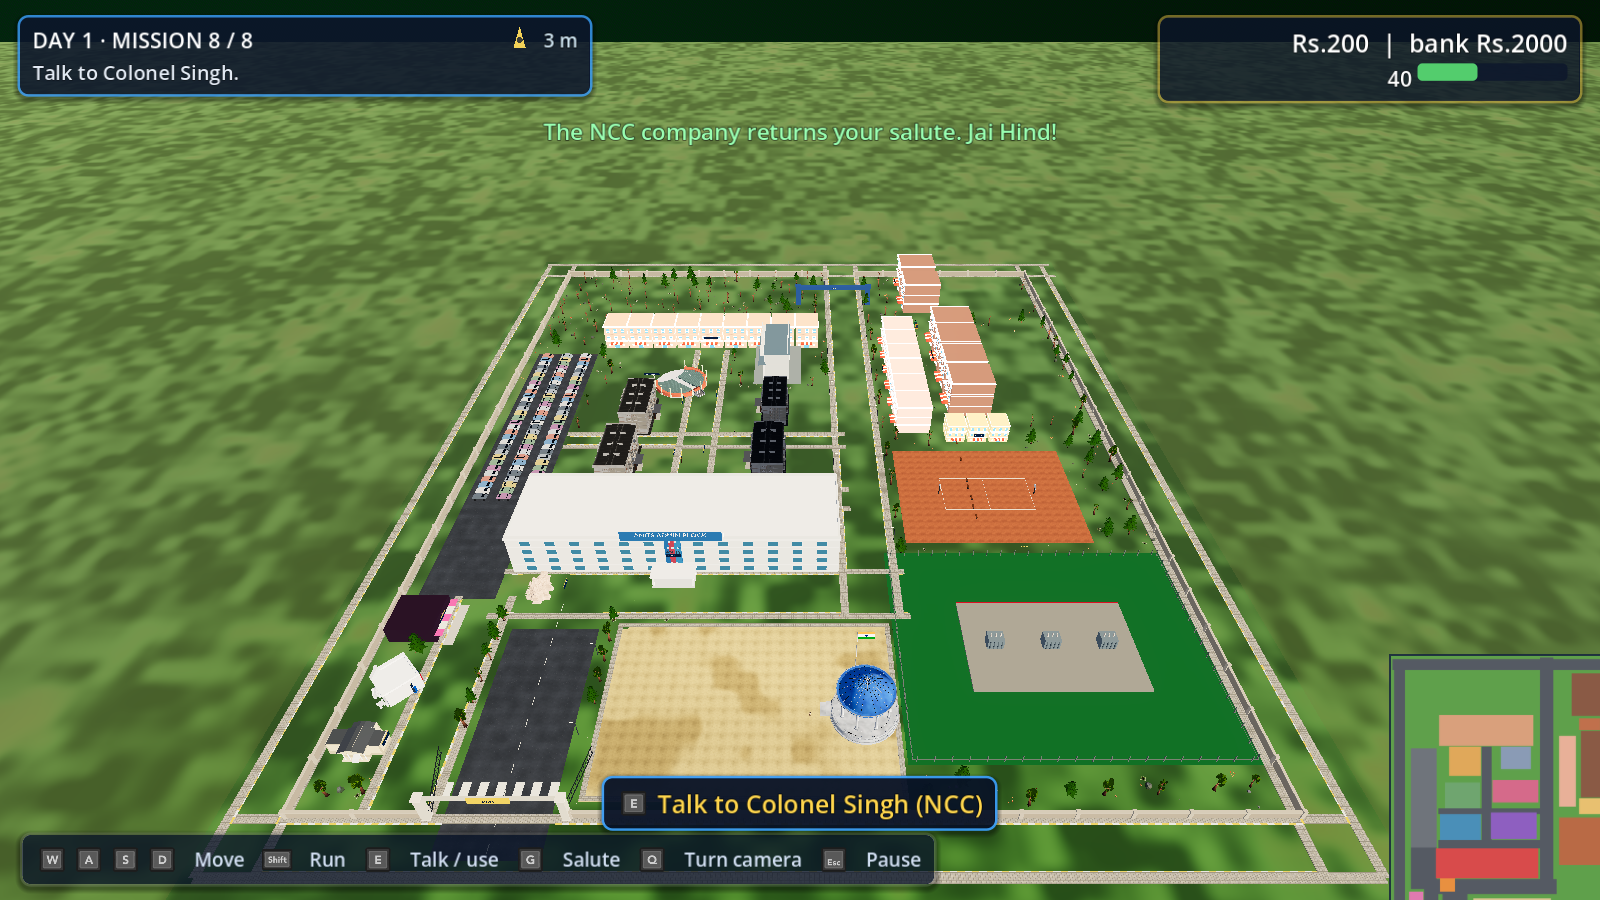 DAY 1 · MISSION 8 / 8
3 m
Talk to Colonel Singh.
Rs.200 | bank Rs.2000
40
The NCC company returns your salute. Jai Hind!
E Talk to Colonel Singh (NCC)
W A S D Move Shift Run E Talk / use G Salute Q Turn camera Esc Pause